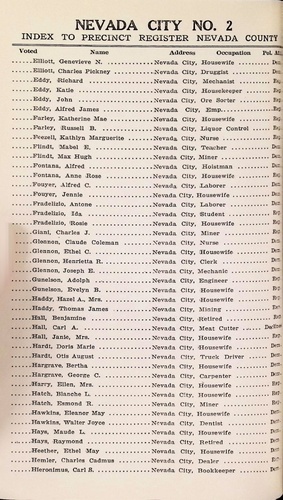 NEVADA CITY NO. 2
INDEX TO PRECINCT REGISTER NEVADA COUNTY
Voted Name Address Occupation Pol.
Elliott, Genevieve N. Nevada City, Housewife
Elliott, Charles Pickney Nevada City, Druggist Dem
Eddy, Richard Nevada City, Mechanist Rep
Eddy, Katie Nevada City, Housekeeper Rep
Eddy, John Nevada City, Ore Sorter Rep
Eddy, Alfred James Nevada City, Emp. Rep
Farley, Katherine Mae Nevada City, Housewife
Farley, Russell B. Nevada City, Liquor Control
Feezell, Kathlyn Marguerite Nevada City, Nurse
Flindt, Mabel E. Nevada City, Teacher Dem
Flindt, Max Hugh Nevada City, Miner Dem
Fontana, Alfred Nevada City, Hoistman Dem
Fontana, Anne Rose Nevada City, Housewife
Fouyer, Alfred C. Nevada City, Laborer
Fouyer, Jennie Nevada City, Housewife
Fradelizio, Antone Nevada City, Laborer
Fradelizio, Ida Nevada City, Student
Fradelizio, Rosie Nevada City, Housewife
Giani, Charles J. Nevada City, Miner
Glennon, Claude Coleman Nevada City, Nurse
Glennon, Ethel C. Nevada City, Housewife
Glennon, Henrietta R. Nevada City, Clerk
Glennon, Joseph E. Nevada City, Mechanic
Gunelson, Adolph Nevada City, Engineer
Gunelson, Evelyn B. Nevada City, Housewife
Haddy, Hazel A., Mrs. Nevada City, Housewife
Haddy, Thomas James Nevada City, Mining
Hall, Benjamine Nevada City, Retired
Hall, Carl A. Nevada City, Meat Cutter
Hall, Janie, Mrs. Nevada City, Housewife
Hardt, Doris Marie Nevada City, Housewife
Hardt, Otis August Nevada City, Truck Driver
Hargrave, Bertha Nevada City, Housewife
Hargrave, George C. Nevada City, Carpenter
Harry, Ellen, Mrs. Nevada City, Housewife
Hatch, Blanche L. Nevada City, Housewife
Hatch, Esmond R. Nevada City, Miner
Hawkins, Eleanor May Nevada City, Housewife
Hawkins, Walter Joyce Nevada City, Dentist
Hays, Maude L. Nevada City, Housewife
Hays, Raymond Nevada City, Retired
Heether, Ethel May Nevada City, Housewife
Hemler, Charles Cadmus Nevada City, Dealer
Hieronimus, Carl S. Nevada City, Bookkeeper